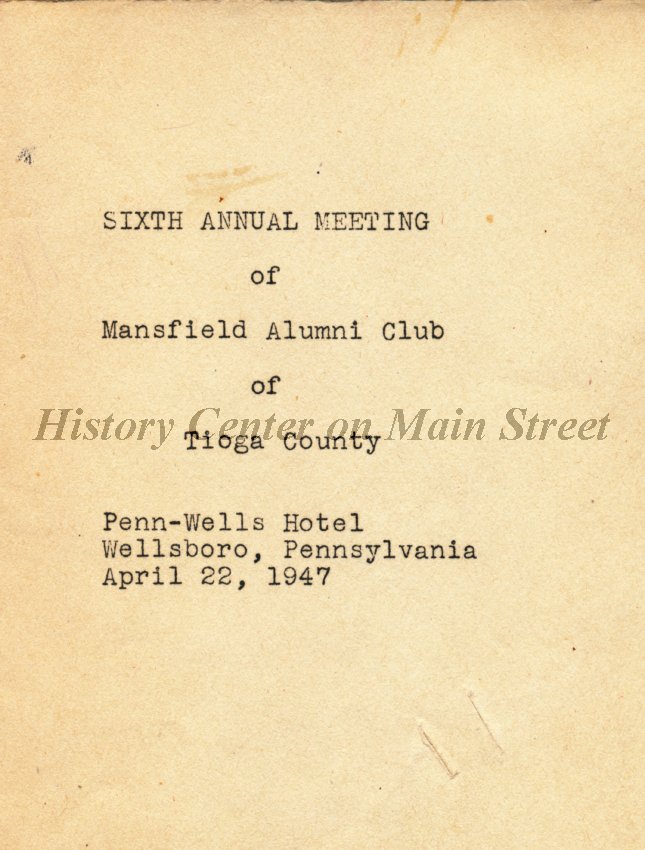 SIXTH ANNUAL MEETING
of
Mansfield Alumni Club
of
History Center on Main Street
Tioga County
Penn-Wells Hotel
Wellsboro, Pennsylvania
April 22, 1947